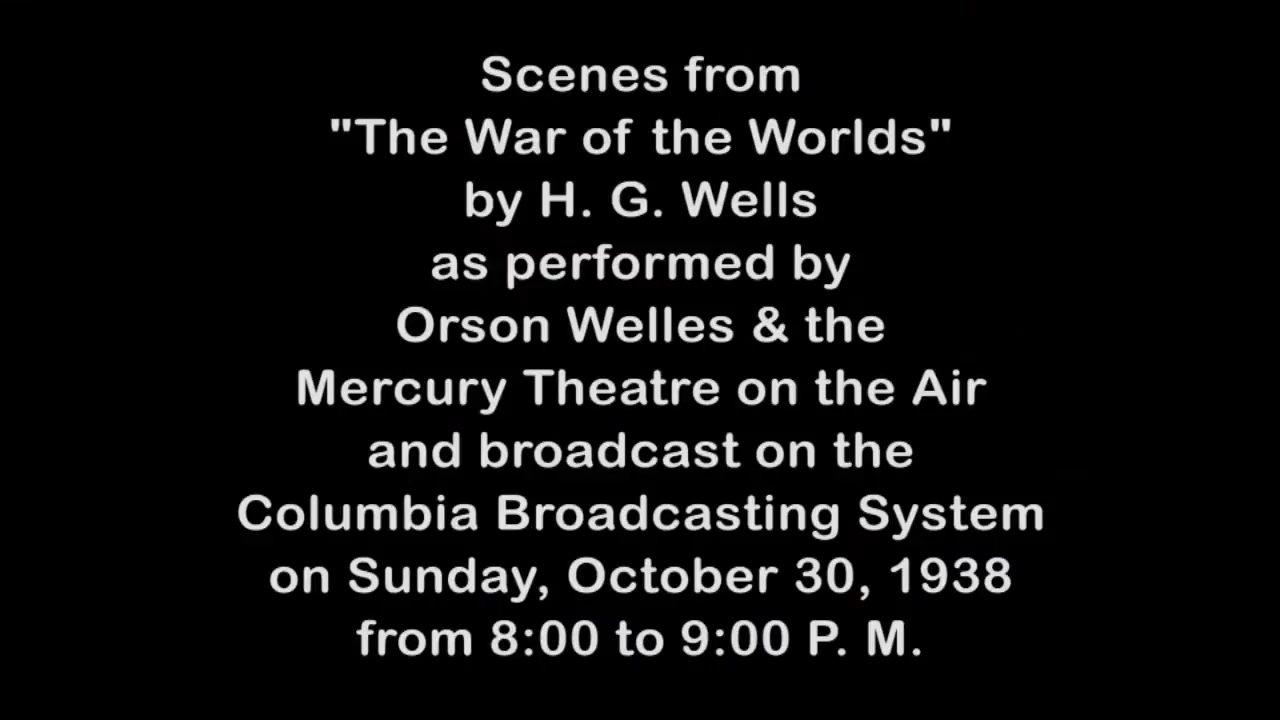 Scenes from
"The War of the Worlds"
by H. G. Wells
as performed by
Orson Welles & the
Mercury Theatre on the Air
and broadcast on the
Columbia Broadcasting System
on Sunday, October 30, 1938
from 8:00 to 9:00 P. M.